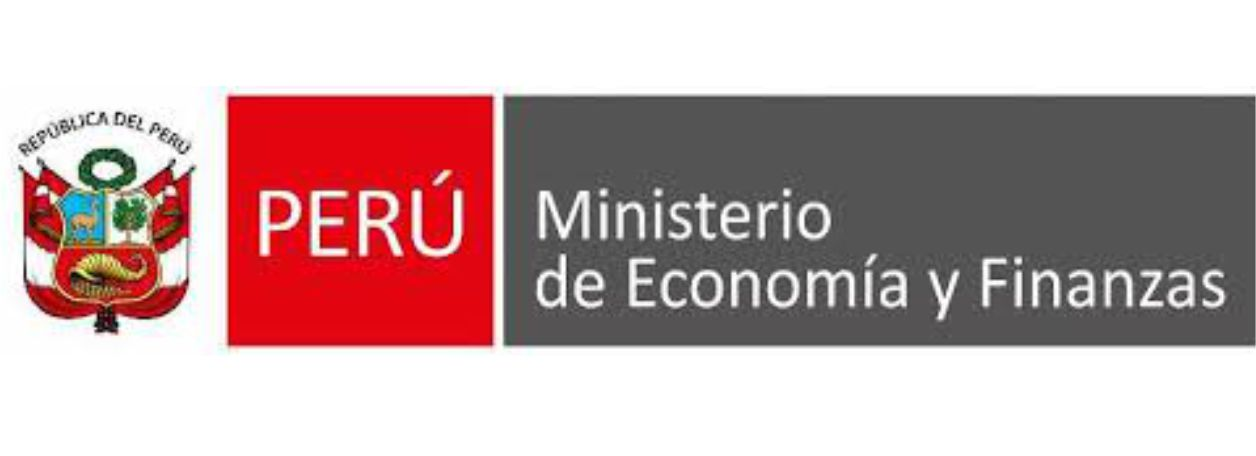 REPÚBLICA DEL PERÚ
PERÚ
Ministerio
de Economía y Finanzas